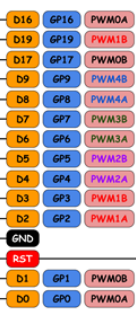 D16 GP16 PWM0A
D19 GP19 PWM1B
D17 GP17 PWM0B
D9 GP9 PWM4B
D8 GP8 PWM4A
D7 GP7 PWM3B
D6 GP6 PWM3A
D5 GP5 PWM2B
D4 GP4 PWM2A
D3 GP3 PWM1B
D2 GP2 PWM1A
GND
RST
D1 GP1 PWM0B
D0 GP0 PWM0A